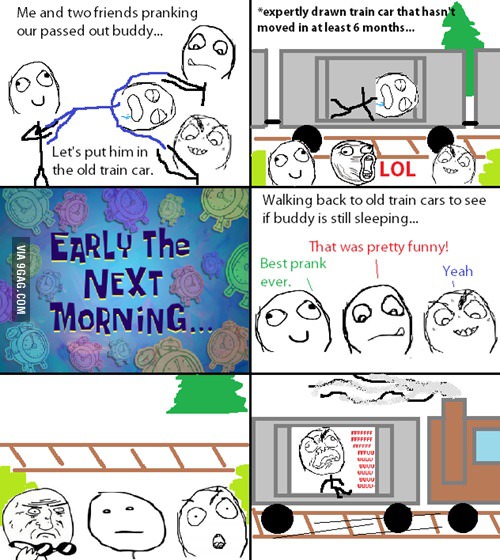 Me and two friends pranking
our passed out buddy...
Let's put him in
the old train car.
*expertly drawn train car that hasn't
moved in at least 6 months...
LOL
EARLY THE
NEXT
MORNING...
VIA 9GAG.COM
Walking back to old train cars to see
if buddy is still sleeping...
That was pretty funny!
Best prank
ever.
Yeah